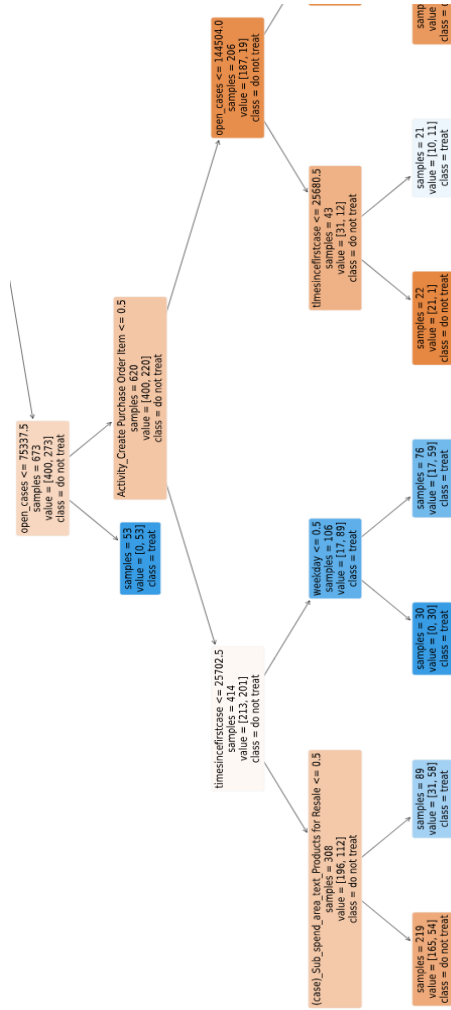 open_cases <= 75337.5
samples = 673
value = [400, 273]
class = do not treat
samples = 53
value = [0, 53]
class = treat
Activity_Create Purchase Order Item <= 0.5
samples = 620
value = [400, 220]
class = do not treat
timesincefirstcase <= 25702.5
samples = 414
value = [213, 201]
class = do not treat
open_cases <= 144504.0
samples = 206
value = [187, 19]
class = do not treat
(case)_Sub_spend_area_text_Products for Resale <= 0.5
samples = 308
value = [196, 112]
class = do not treat
weekday <= 0.5
samples = 106
value = [17, 89]
class = do not treat
timesincefirstcase <= 25680.5
samples = 43
value = [31, 12]
class = do not treat
samples = 219
value = [165, 54]
class = do not treat
samples = 89
value = [31, 58]
class = treat
samples = 30
value = [0, 30]
class = treat
samples = 76
value = [17, 59]
class = treat
samples = 22
value = [21, 1]
class = do not treat
samples = 21
value = [10, 11]
class = treat